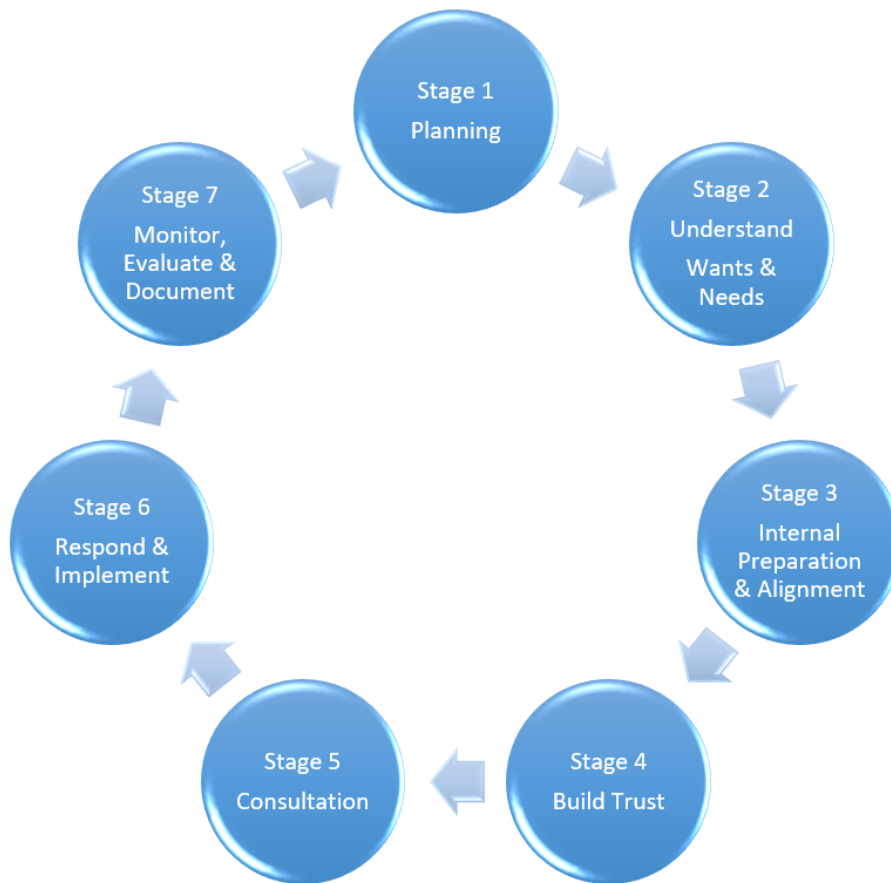 Stage 1
Planning
Stage 2
Understand
Wants &
Needs
Stage 3
Internal
Preparation
& Alignment
Stage 4
Build Trust
Stage 5
Consultation
Stage 6
Respond &
Implement
Stage 7
Monitor,
Evaluate &
Document